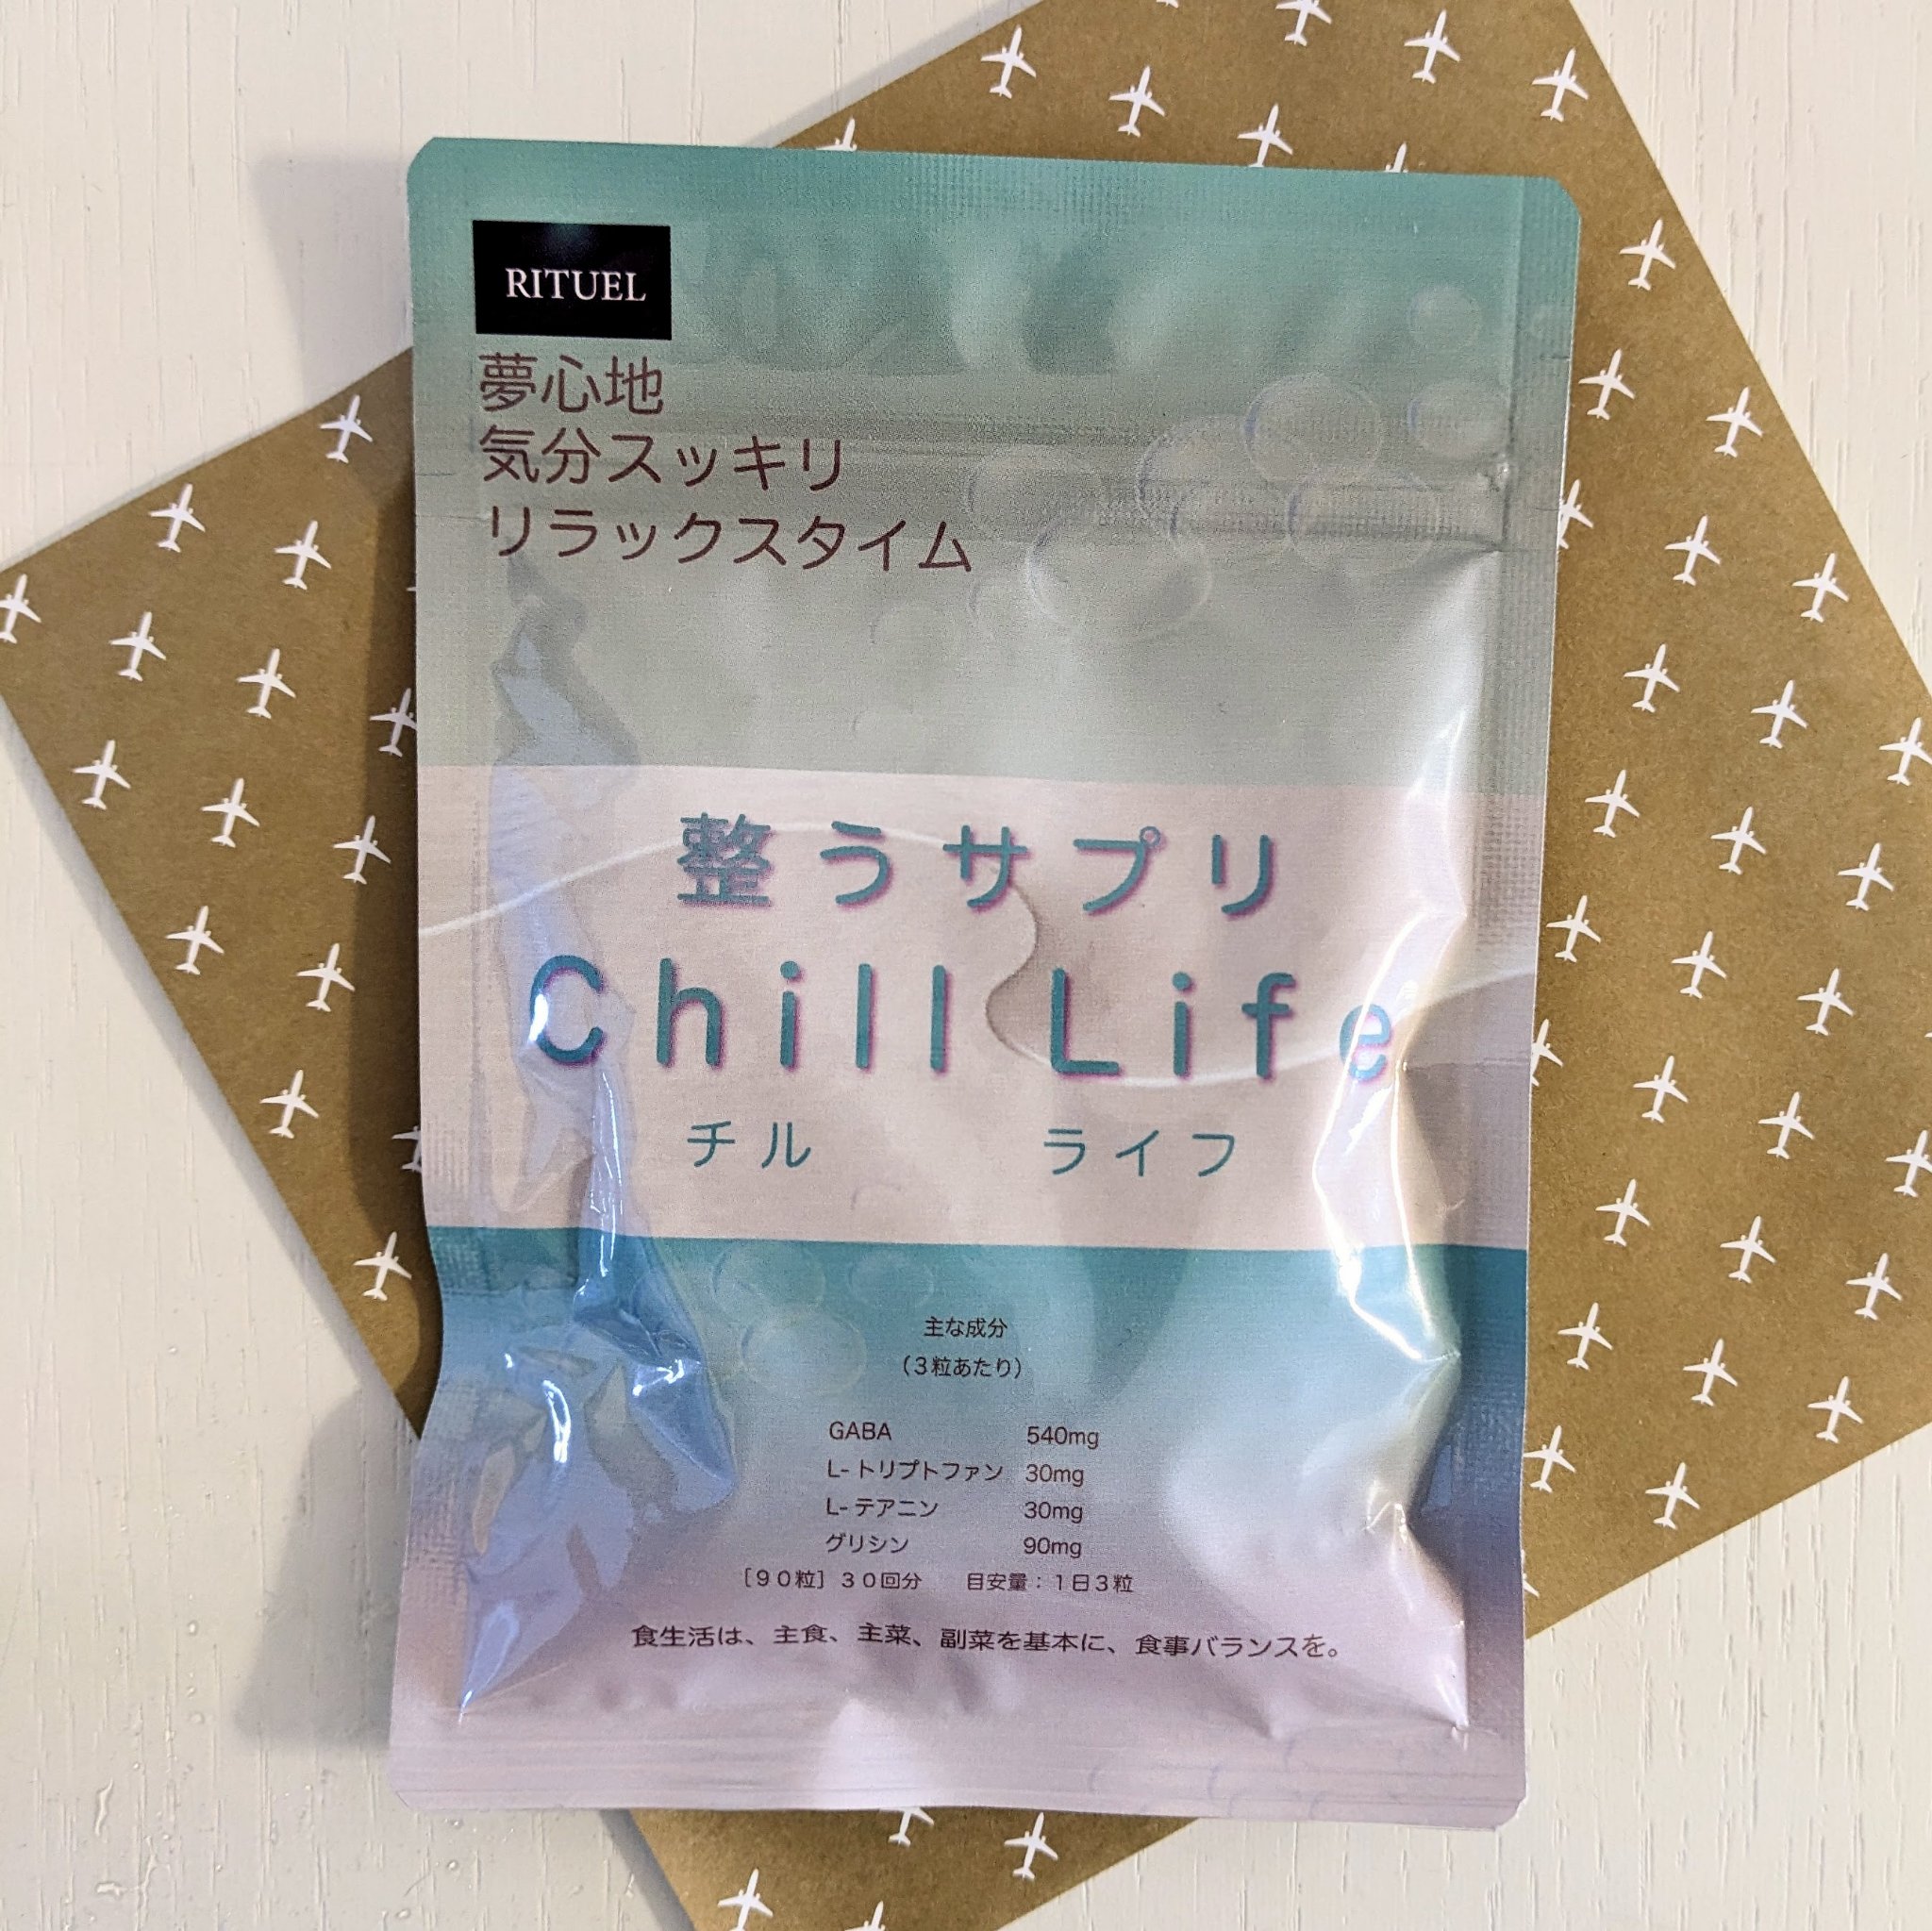 RITUEL
夢心地
気分スッキリ
リラックスタイム
整うサプリ
Chill Life
チル ライフ
主な成分
（3粒あたり）
GABA 540mg
L-トリプトファン 30mg
L-テアニン 30mg
グリシン 90mg
［９０粒］３０回分　目安量：１日３粒
食生活は、主食、主菜、副菜を基本に、食事バランスを。